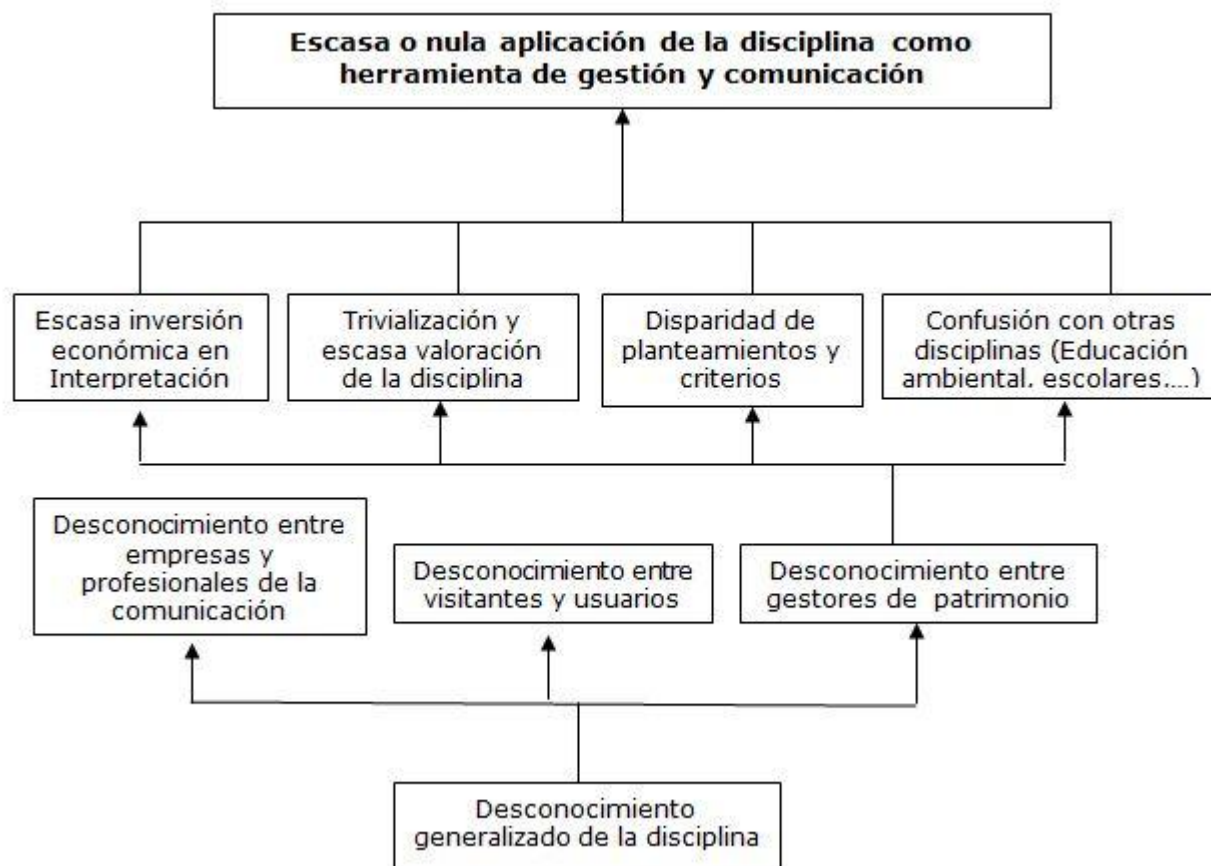 Escasa o nula aplicación de la disciplina como
herramienta de gestión y comunicación
Escasa inversión
económica en
Interpretación
Trivialización y
escasa valoración
de la disciplina
Disparidad de
planteamientos y
criterios
Confusión con otras
disciplinas (Educación
ambiental, escolares,...)
Desconocimiento entre
empresas y
profesionales de la
comunicación
Desconocimiento entre
visitantes y usuarios
Desconocimiento entre
gestores de patrimonio
Desconocimiento
generalizado de la disciplina